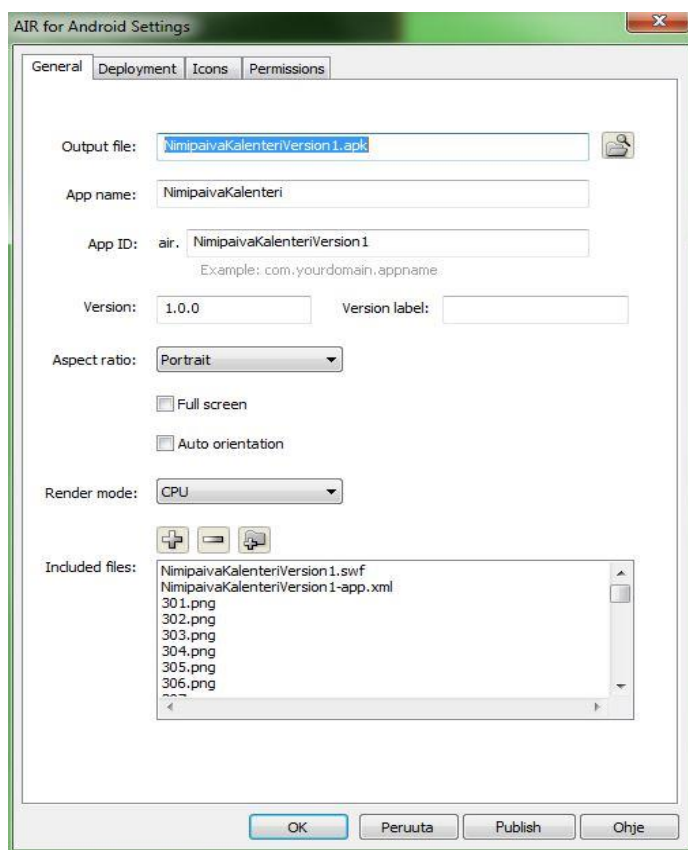 AIR for Android Settings
General Deployment Icons Permissions
Output file: NimipaivaKalenteriVersion1.apk
App name: NimipaivaKalenteri
App ID: air. NimipaivaKalenteriVersion1
Example: com.yourdomain.appname
Version: 1.0.0 Version label:
Aspect ratio: Portrait
Full screen
Auto orientation
Render mode: CPU
Included files:
NimipaivaKalenteriVersion1.swf
NimipaivaKalenteriVersion1-app.xml
301.png
302.png
303.png
304.png
305.png
306.png
OK Peruuta Publish Ohje